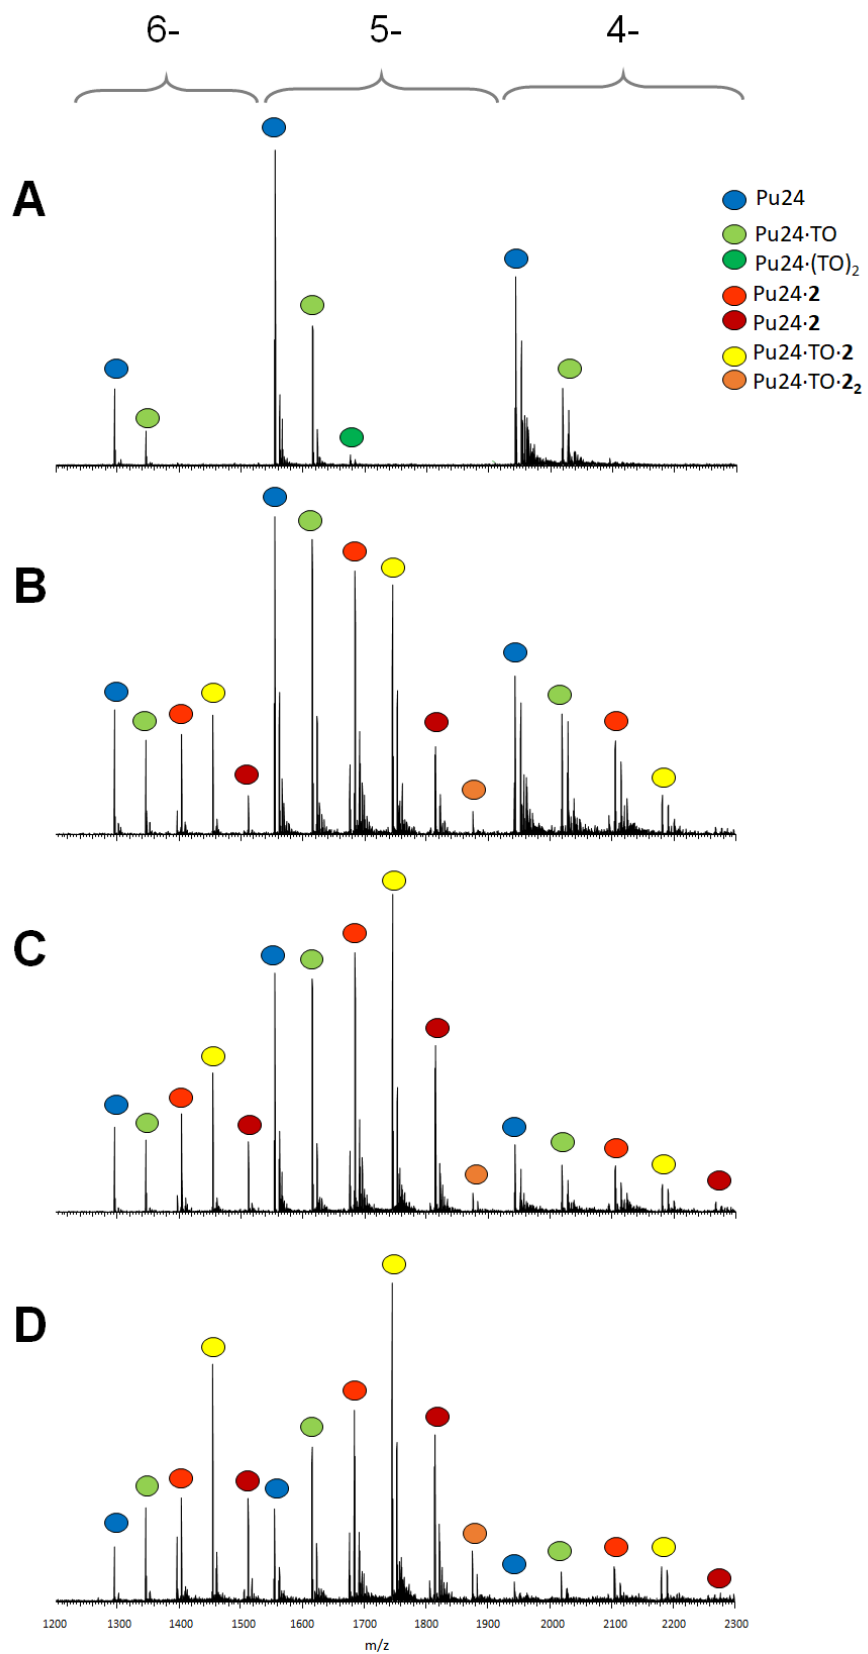 6- 5- 4-
A
Pu24
Pu24·TO
Pu24·(TO)₂
Pu24·2
Pu24·2
Pu24·TO·2
Pu24·TO·2₂
B
C
D
1200 1300 1400 1500 1600 1700 1800 1900 2000 2100 2200 2300
m/z